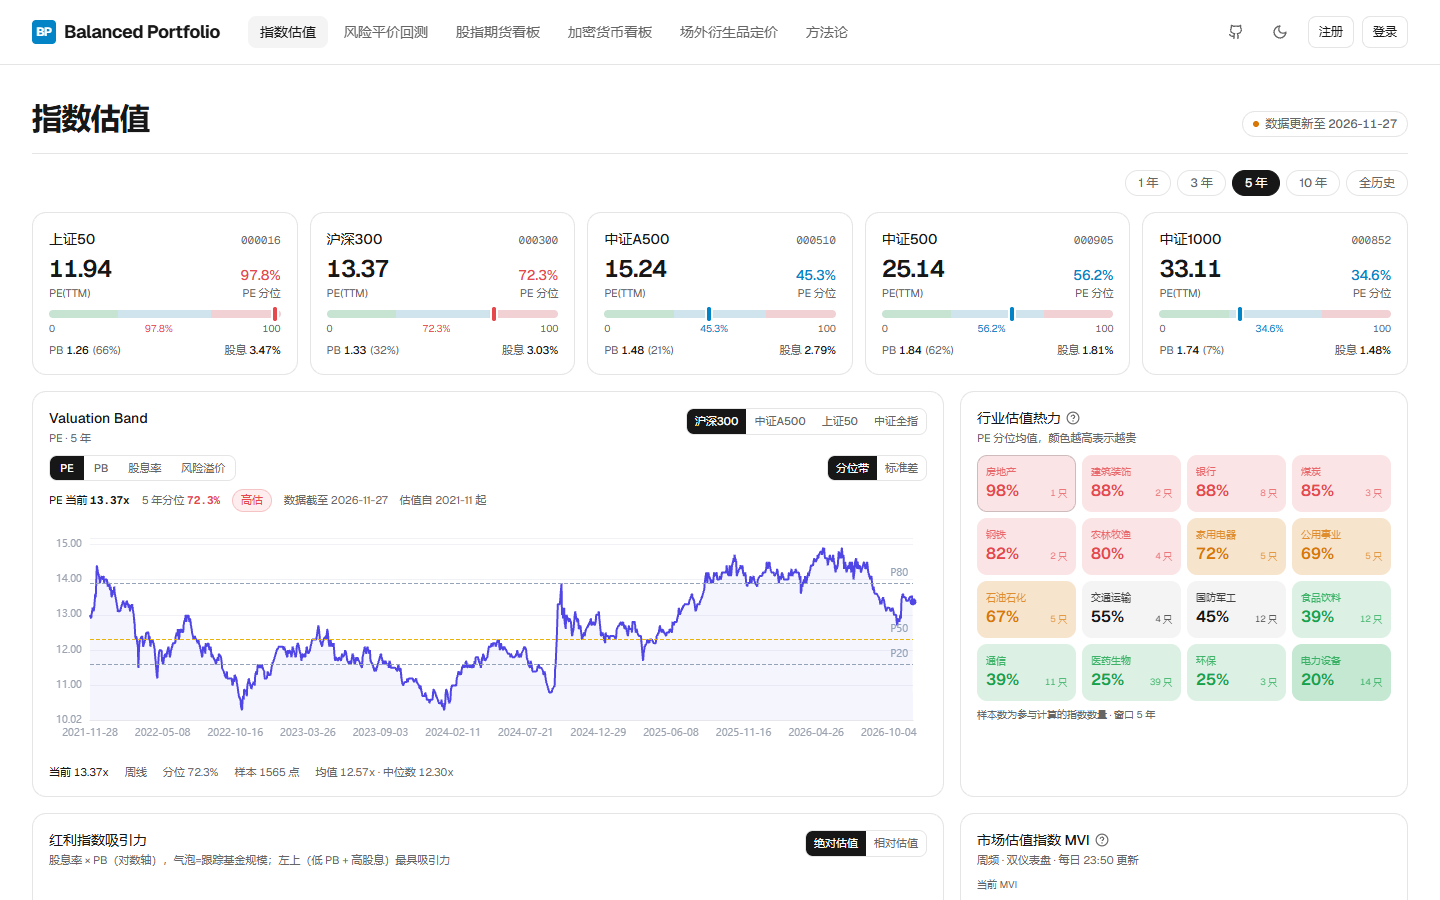 BP Balanced Portfolio 指数估值 风险平价回测 股指期货看板 加密货币看板 场外衍生品定价 方法论 注册 登录
指数估值
数据更新至 2026-11-27
1 年 3 年 5 年 10 年 全历史
上证50 000016
11.94 97.8%
PE(TTM) PE 分位
0 97.8% 100
PB 1.26 (66%) 股息 3.47%
沪深300 000300
13.37 72.3%
PE(TTM) PE 分位
0 72.3% 100
PB 1.33 (32%) 股息 3.03%
中证A500 000510
15.24 45.3%
PE(TTM) PE 分位
0 45.3% 100
PB 1.48 (21%) 股息 2.79%
中证500 000905
25.14 56.2%
PE(TTM) PE 分位
0 56.2% 100
PB 1.84 (62%) 股息 1.81%
中证1000 000852
33.11 34.6%
PE(TTM) PE 分位
0 34.6% 100
PB 1.74 (7%) 股息 1.48%
Valuation Band
PE · 5 年
沪深300 中证A500 上证50 中证全指
PE PB 股息率 风险溢价
分位带 标准差
PE 当前 13.37x 5 年分位 72.3% 高估 数据截至 2026-11-27 估值自 2021-11 起
15.00
14.00
13.00
12.00
11.00
10.02
P80
P50
P20
2021-11-28 2022-05-08 2022-10-16 2023-03-26 2023-09-03 2024-02-11 2024-07-21 2024-12-29 2025-06-08 2025-11-16 2026-04-26 2026-10-04
当前 13.37x 周线 分位 72.3% 样本 1565 点 均值 12.57x · 中位数 12.30x
行业估值热力 ?
PE 分位均值，颜色越高表示越贵
房地产
98% 1 只
建筑装饰
88% 2 只
银行
88% 8 只
煤炭
85% 3 只
钢铁
82% 2 只
农林牧渔
80% 4 只
家用电器
72% 5 只
公用事业
69% 5 只
石油石化
67% 5 只
交通运输
55% 4 只
国防军工
45% 12 只
食品饮料
39% 12 只
通信
39% 11 只
医药生物
25% 39 只
环保
25% 3 只
电力设备
20% 14 只
样本数为参与计算的指数数量 · 窗口 5 年
红利指数吸引力
股息率 × PB（对数轴），气泡=跟踪基金规模；左上（低 PB + 高股息）最具吸引力
绝对估值 相对估值
市场估值指数 MVI ?
周频 · 双仪表盘 · 每日 23:50 更新
当前 MVI